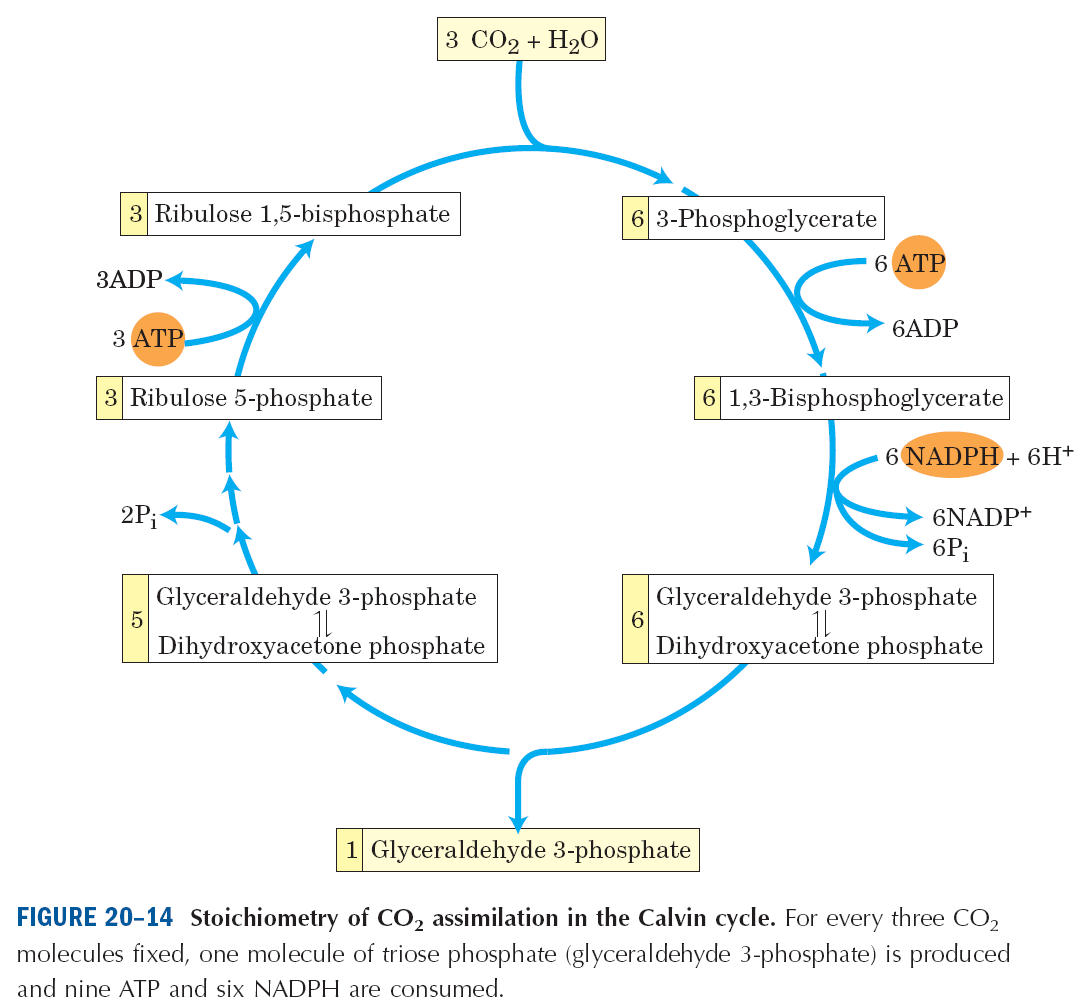 3 CO₂ + H₂O
3 Ribulose 1,5-bisphosphate
6 3-Phosphoglycerate
3ADP
6 ATP
3 ATP
6ADP
3 Ribulose 5-phosphate
6 1,3-Bisphosphoglycerate
6 NADPH + 6H⁺
2Pᵢ
6NADP⁺
6Pᵢ
5 Glyceraldehyde 3-phosphate
Dihydroxyacetone phosphate
6 Glyceraldehyde 3-phosphate
Dihydroxyacetone phosphate
1 Glyceraldehyde 3-phosphate
FIGURE 20–14 Stoichiometry of CO₂ assimilation in the Calvin cycle. For every three CO₂
molecules fixed, one molecule of triose phosphate (glyceraldehyde 3-phosphate) is produced
and nine ATP and six NADPH are consumed.